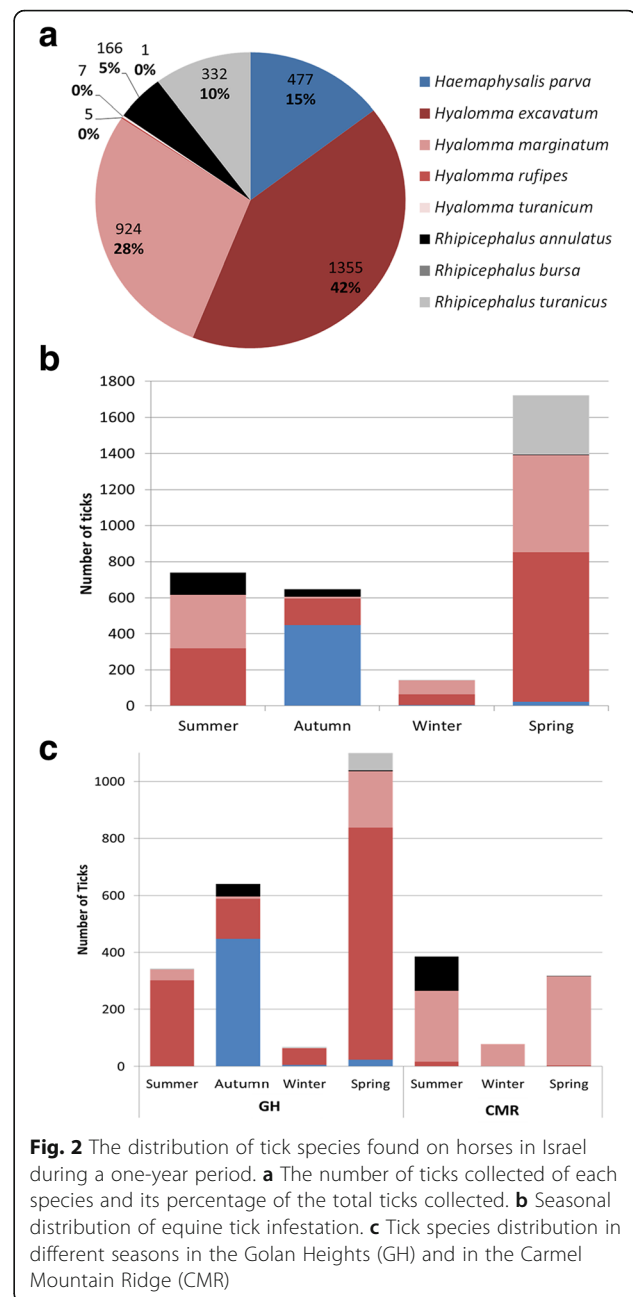 a
166
5%
1
0%
7
0%
5
0%
332
10%
477
15%
924
28%
1355
42%
Haemaphysalis parva
Hyalomma excavatum
Hyalomma marginatum
Hyalomma rufipes
Hyalomma turanicum
Rhipicephalus annulatus
Rhipicephalus bursa
Rhipicephalus turanicus
b
Number of ticks
1800
1600
1400
1200
1000
800
600
400
200
0
Summer Autumn Winter Spring
c
Number of Ticks
1000
800
600
400
200
0
Summer Autumn Winter Spring Summer Winter Spring
GH CMR
Fig. 2 The distribution of tick species found on horses in Israel
during a one-year period. a The number of ticks collected of each
species and its percentage of the total ticks collected. b Seasonal
distribution of equine tick infestation. c Tick species distribution in
different seasons in the Golan Heights (GH) and in the Carmel
Mountain Ridge (CMR)